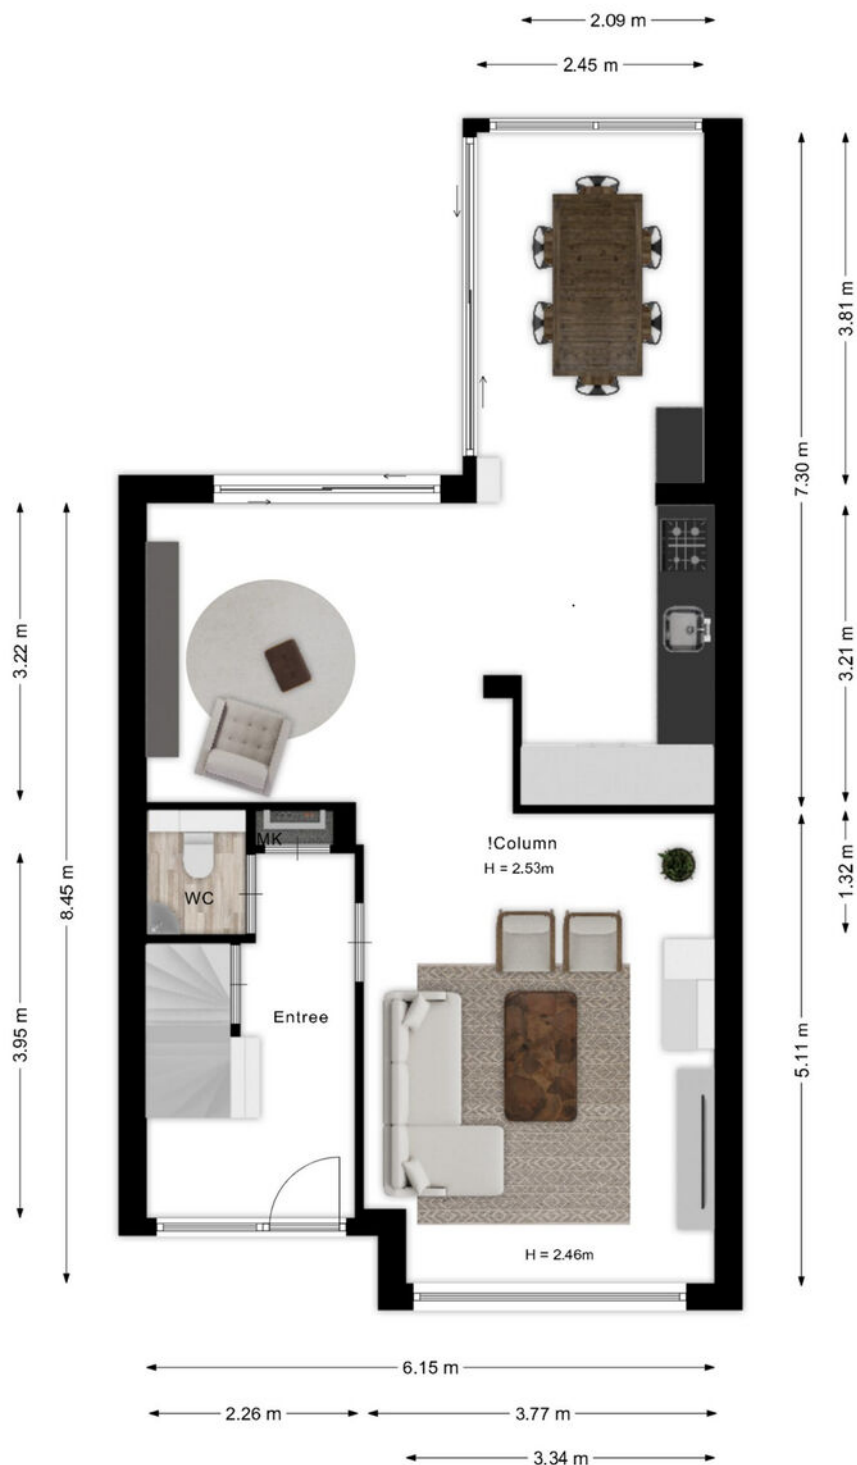 2.09 m
2.45 m
3.81 m
7.30 m
3.22 m
3.21 m
8.45 m
MK
!Column
H = 2.53m
1.32 m
WC
Entree
3.95 m
5.11 m
H = 2.46m
6.15 m
2.26 m
3.77 m
3.34 m